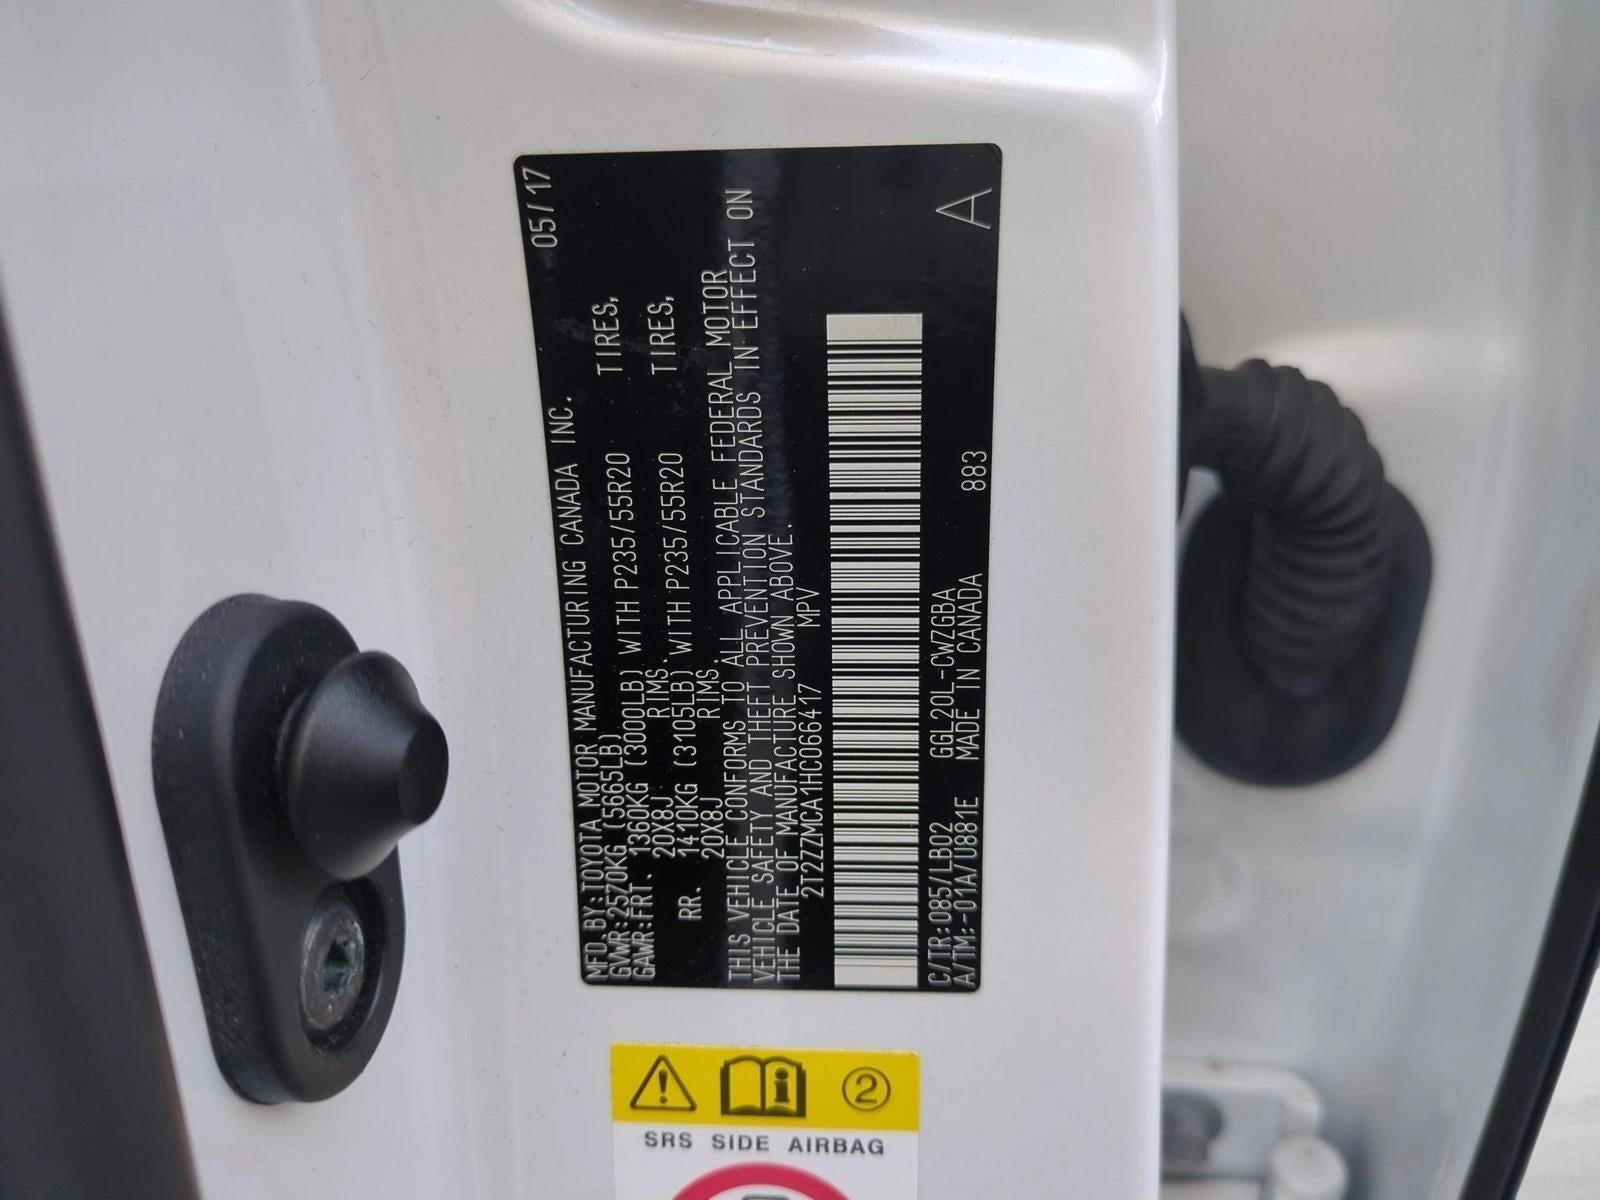 MFD. BY: TOYOTA MOTOR MANUFACTURING CANADA INC. 05/17
GVWR: 2570KG (5665LB)
GAWR: FRT. 1360KG (3000LB) WITH P235/55R20 TIRES,
20X8J RIMS.
RR. 1410KG (3105LB) WITH P235/55R20 TIRES,
20X8J RIMS.
THIS VEHICLE CONFORMS TO ALL APPLICABLE FEDERAL MOTOR
VEHICLE SAFETY AND THEFT PREVENTION STANDARDS IN EFFECT ON
THE DATE OF MANUFACTURE SHOWN ABOVE.
2T2ZZMCA1HC066417 MPV
C/TR: 085/LB02 GGL20L-CWZGBA
A/TM:-01A/U881E MADE IN CANADA 883 A
2
SRS SIDE AIRBAG